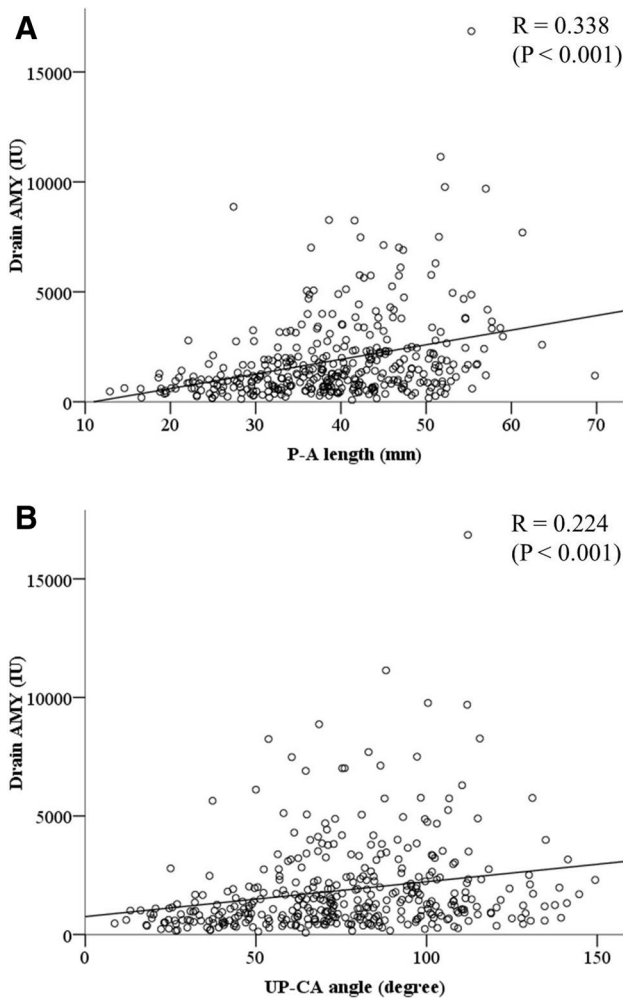 A
R = 0.338
(P < 0.001)
Drain AMY (IU)
15000
10000
5000
0
10 20 30 40 50 60 70
P-A length (mm)
B
R = 0.224
(P < 0.001)
Drain AMY (IU)
15000
10000
5000
0
0 50 100 150
UP-CA angle (degree)